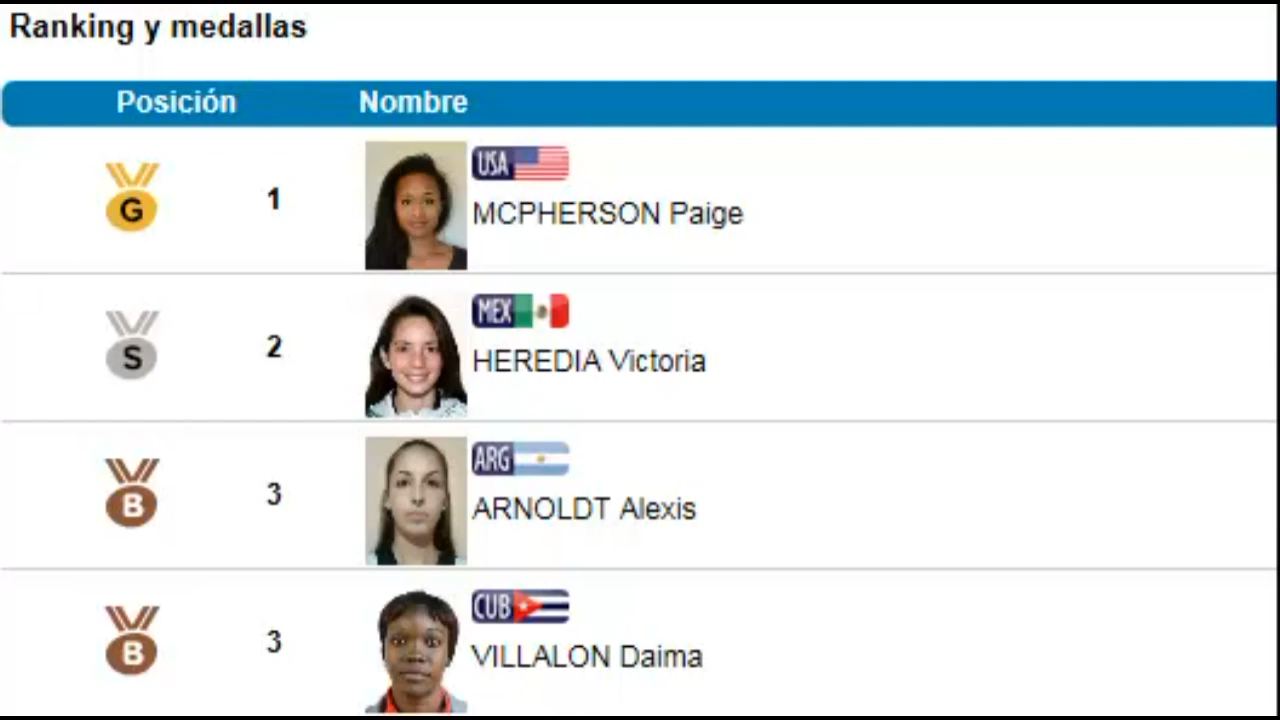 Ranking y medallas
Posición Nombre
G 1 USA
MCPHERSON Paige
S 2 MEX
HEREDIA Victoria
B 3 ARG
ARNOLDT Alexis
B 3 CUB
VILLALON Daima